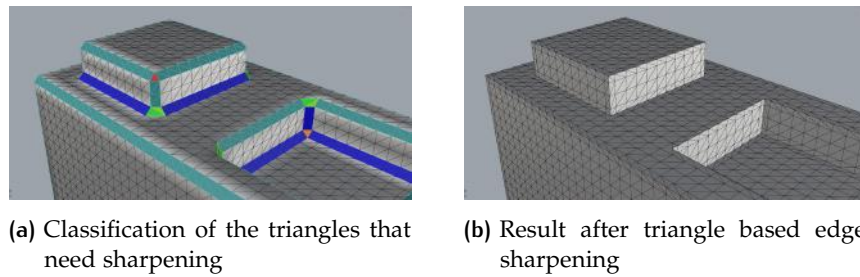 (a) Classification of the triangles that
need sharpening
(b) Result after triangle based edge
sharpening